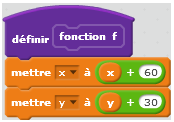 définir fonction f
mettre x à x + 60
mettre y à y + 30